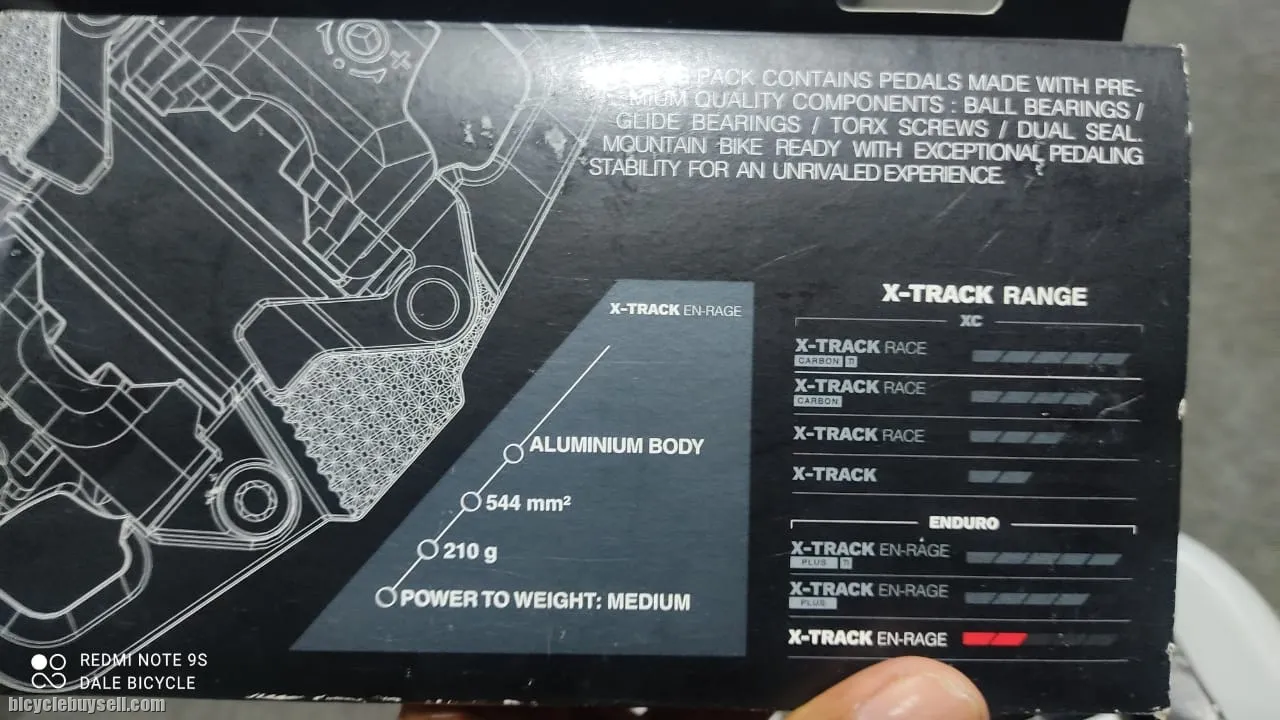 PACK CONTAINS PEDALS MADE WITH PRE-
MIUM QUALITY COMPONENTS : BALL BEARINGS /
GLIDE BEARINGS / TORX SCREWS / DUAL SEAL.
MOUNTAIN BIKE READY WITH EXCEPTIONAL PEDALING
STABILITY FOR AN UNRIVALED EXPERIENCE.
X-TRACK EN-RAGE
ALUMINIUM BODY
544 mm²
210 g
POWER TO WEIGHT: MEDIUM
X-TRACK RANGE
XC
X-TRACK RACE
CARBON TI
X-TRACK RACE
CARBON
X-TRACK RACE
X-TRACK
ENDURO
X-TRACK EN-RAGE
PLUS TI
X-TRACK EN-RAGE
PLUS
X-TRACK EN-RAGE
REDMI NOTE 9S
DALE BICYCLE
bicyclebuysell.com